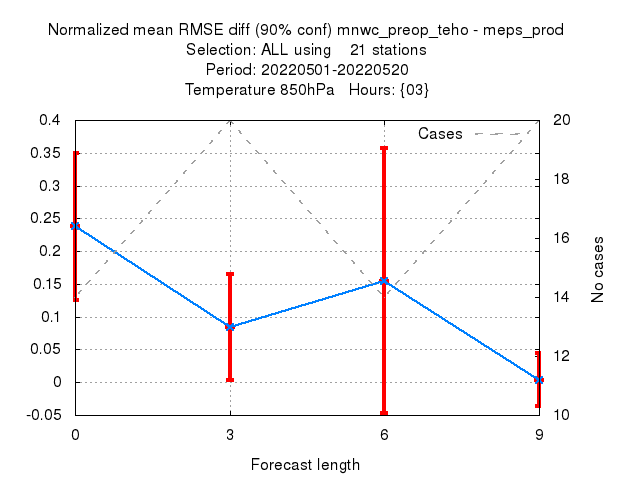 Normalized mean RMSE diff (90% conf) mnwc_preop_teho - meps_prod
Selection: ALL using    21 stations
Period: 20220501-20220520
Temperature 850hPa   Hours: {03}
Cases
0.4
0.35
0.3
0.25
0.2
0.15
0.1
0.05
0
-0.05
20
18
16
14
12
10
No cases
0 3 6 9
Forecast length